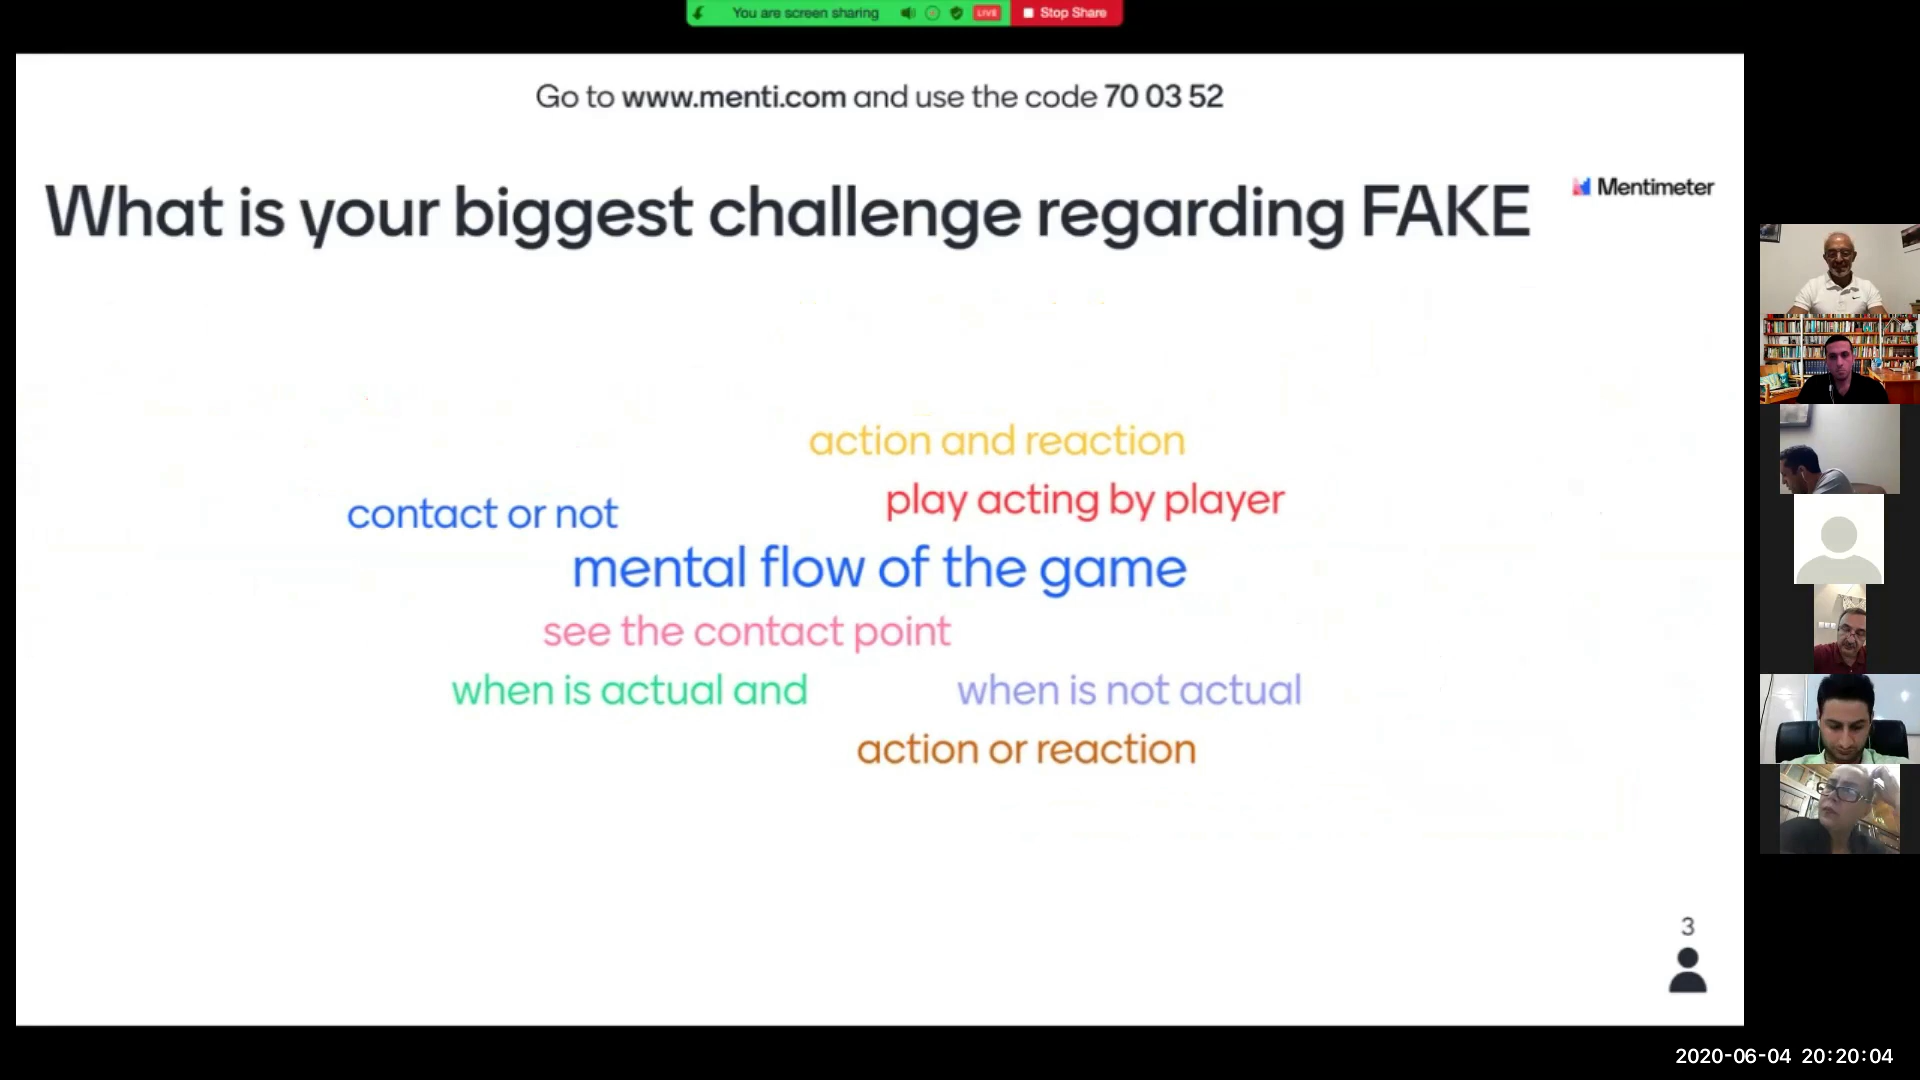 You are screen sharing LIVE Stop Share
Go to www.menti.com and use the code 70 03 52
What is your biggest challenge regarding FAKE
Mentimeter
action and reaction
play acting by player
contact or not
mental flow of the game
see the contact point
when is actual and
when is not actual
action or reaction
3
2020-06-04 20:20:04